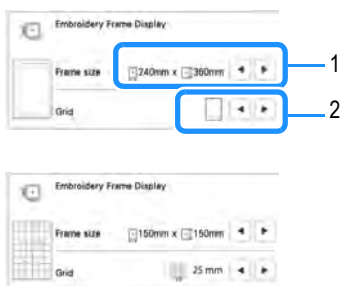 Embroidery Frame Display
Frame size 240mm x 360mm 1
Grid 2
Embroidery Frame Display
Frame size 150mm x 150mm
Grid 25 mm